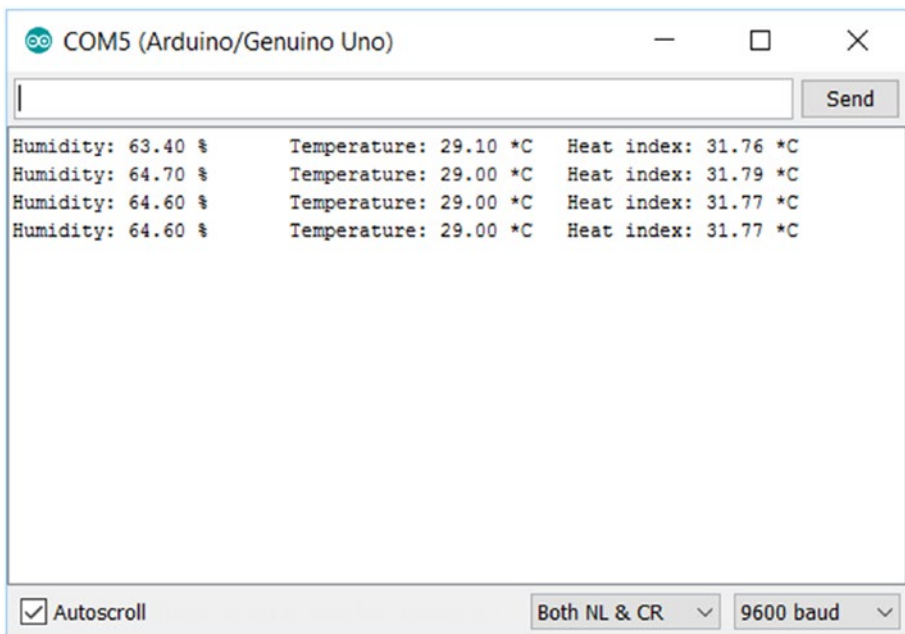 COM5 (Arduino/Genuino Uno)
Send
Humidity: 63.40 % Temperature: 29.10 *C Heat index: 31.76 *C
Humidity: 64.70 % Temperature: 29.00 *C Heat index: 31.79 *C
Humidity: 64.60 % Temperature: 29.00 *C Heat index: 31.77 *C
Humidity: 64.60 % Temperature: 29.00 *C Heat index: 31.77 *C
Autoscroll Both NL & CR 9600 baud